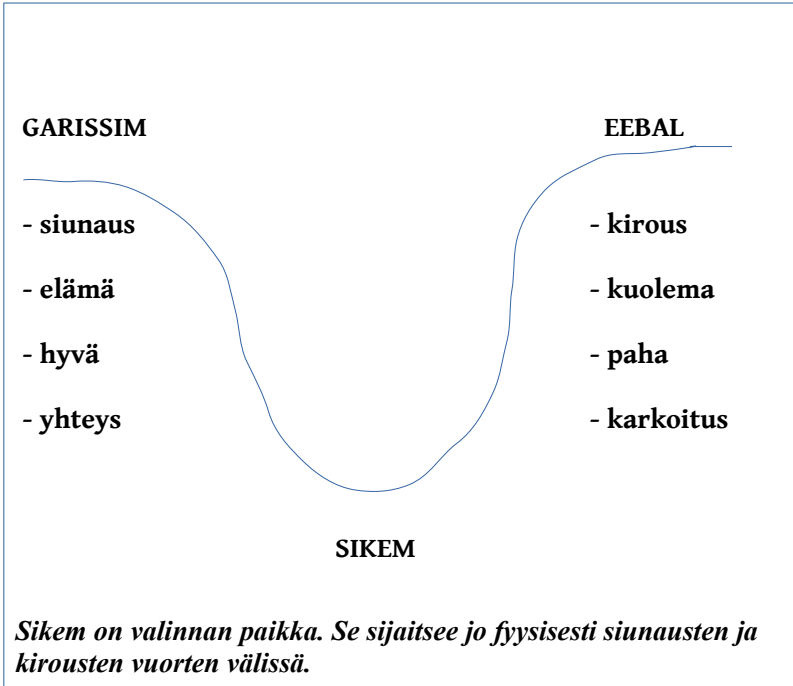 GARISSIM
EEBAL
- siunaus
- kirous
- elämä
- kuolema
- hyvä
- paha
- yhteys
- karkoitus
SIKEM
Sikem on valinnan paikka. Se sijaitsee jo fyysisesti siunausten ja
kirousten vuorten välissä.